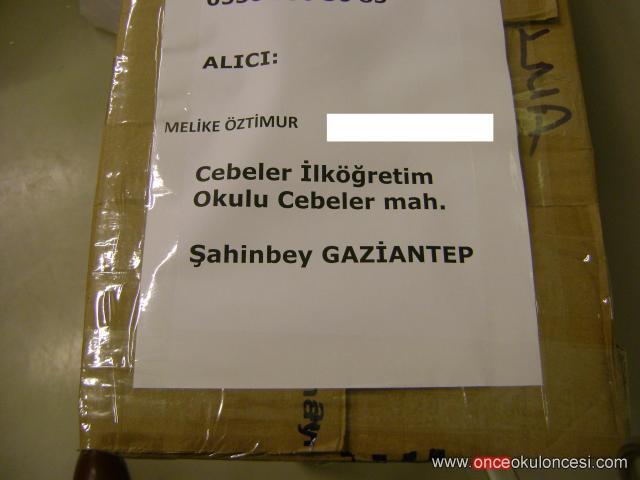 ALICI:
MELİKE ÖZTİMUR
Cebeler İlköğretim
Okulu Cebeler mah.
Şahinbey GAZİANTEP
www.onceokuloncesi.com